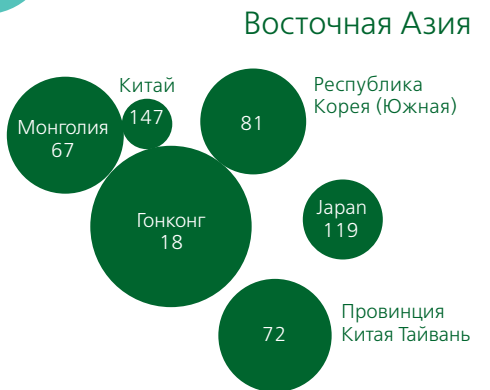 Восточная Азия
Китай
147
Монголия
67
81
Республика
Корея (Южная)
Гонконг
18
Japan
119
72
Провинция
Китая Тайвань